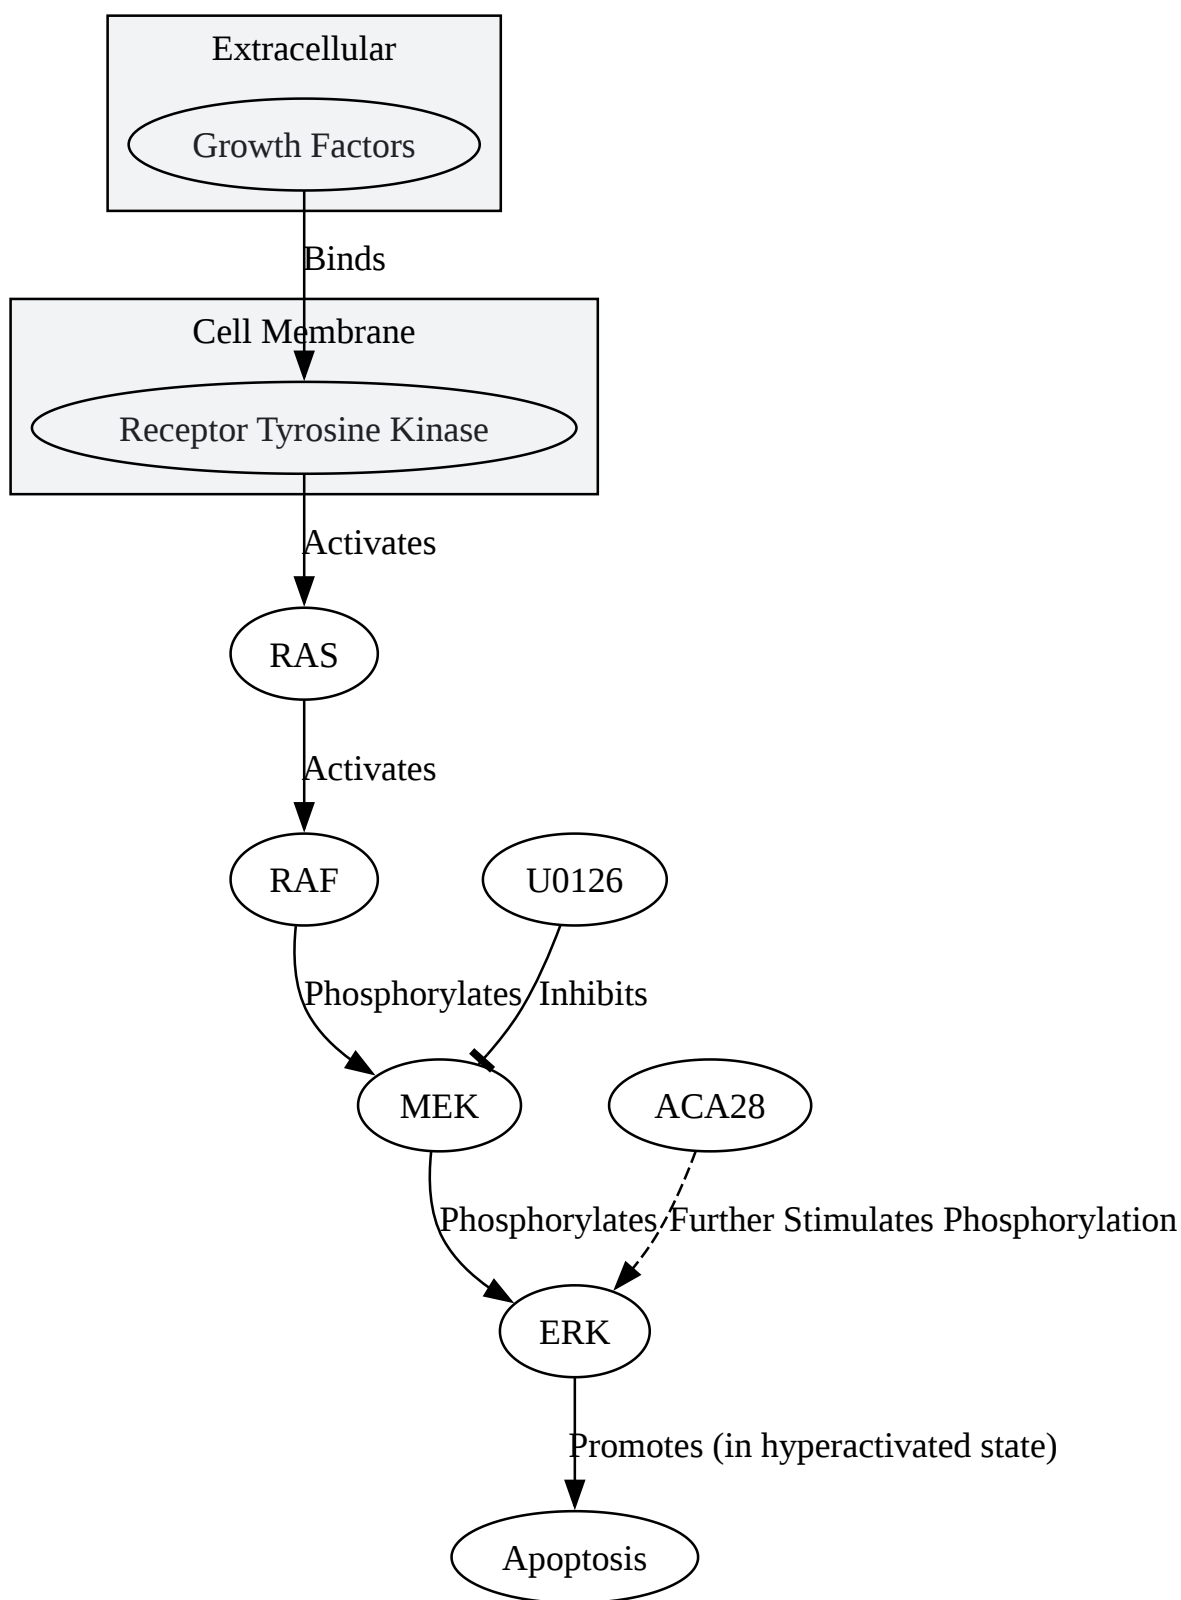 Extracellular
Growth Factors
Binds
Cell Membrane
Receptor Tyrosine Kinase
Activates
RAS
Activates
RAF
U0126
Phosphorylates
Inhibits
MEK
ACA28
Phosphorylates
Further Stimulates Phosphorylation
ERK
Promotes (in hyperactivated state)
Apoptosis